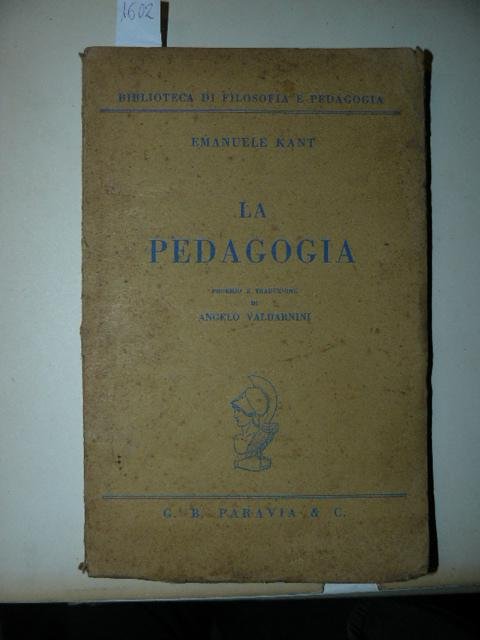 1602
BIBLIOTECA DI FILOSOFIA E PEDAGOGIA
EMANUELE KANT
LA
PEDAGOGIA
PROEMIO E TRADUZIONE
DI
ANGELO VALDARNINI
G. B. PARAVIA & C.